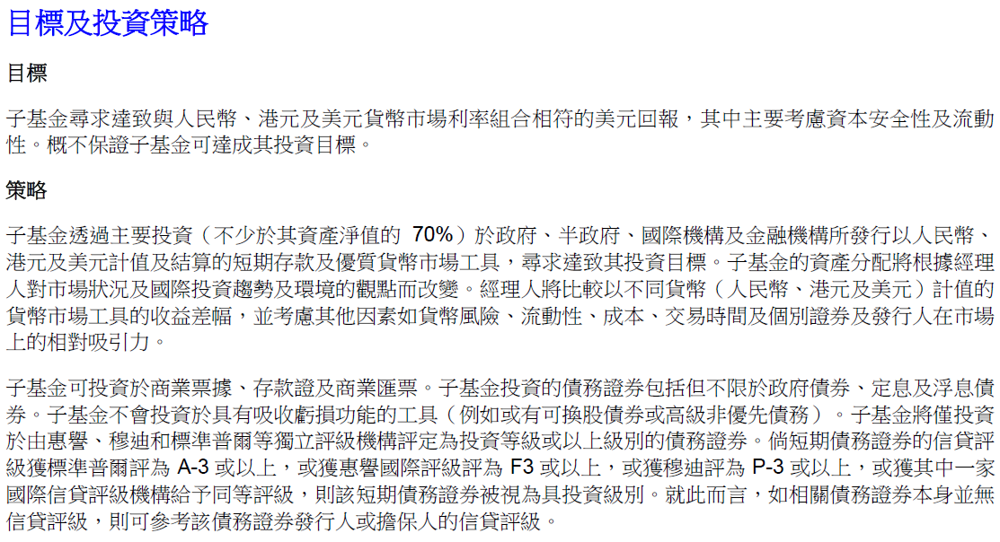 目標及投資策略
目標
子基金尋求達致與人民幣、港元及美元貨幣市場利率組合相符的美元回報，其中主要考慮資本安全性及流動
性。概不保證子基金可達成其投資目標。
策略
子基金透過主要投資（不少於其資產淨值的 70%）於政府、半政府、國際機構及金融機構所發行以人民幣、
港元及美元計值及結算的短期存款及優質貨幣市場工具，尋求達致其投資目標。子基金的資產分配將根據經理
人對市場狀況及國際投資趨勢及環境的觀點而改變。經理人將比較以不同貨幣（人民幣、港元及美元）計值的
貨幣市場工具的收益差幅，並考慮其他因素如貨幣風險、流動性、成本、交易時間及個別證券及發行人在市場
上的相對吸引力。
子基金可投資於商業票據、存款證及商業匯票。子基金投資的債務證券包括但不限於政府債券、定息及浮息債
券。子基金不會投資於具有吸收虧損功能的工具（例如或有可換股債券或高級非優先債務）。子基金將僅投資
於由惠譽、穆迪和標準普爾等獨立評級機構評定為投資等級或以上級別的債務證券。倘短期債務證券的信貸評
級獲標準普爾評為 A-3 或以上，或獲惠譽國際評級評為 F3 或以上，或獲穆迪評為 P-3 或以上，或獲其中一家
國際信貸評級機構給予同等評級，則該短期債務證券被視為具投資級別。就此而言，如相關債務證券本身並無
信貸評級，則可參考該債務證券發行人或擔保人的信貸評級。